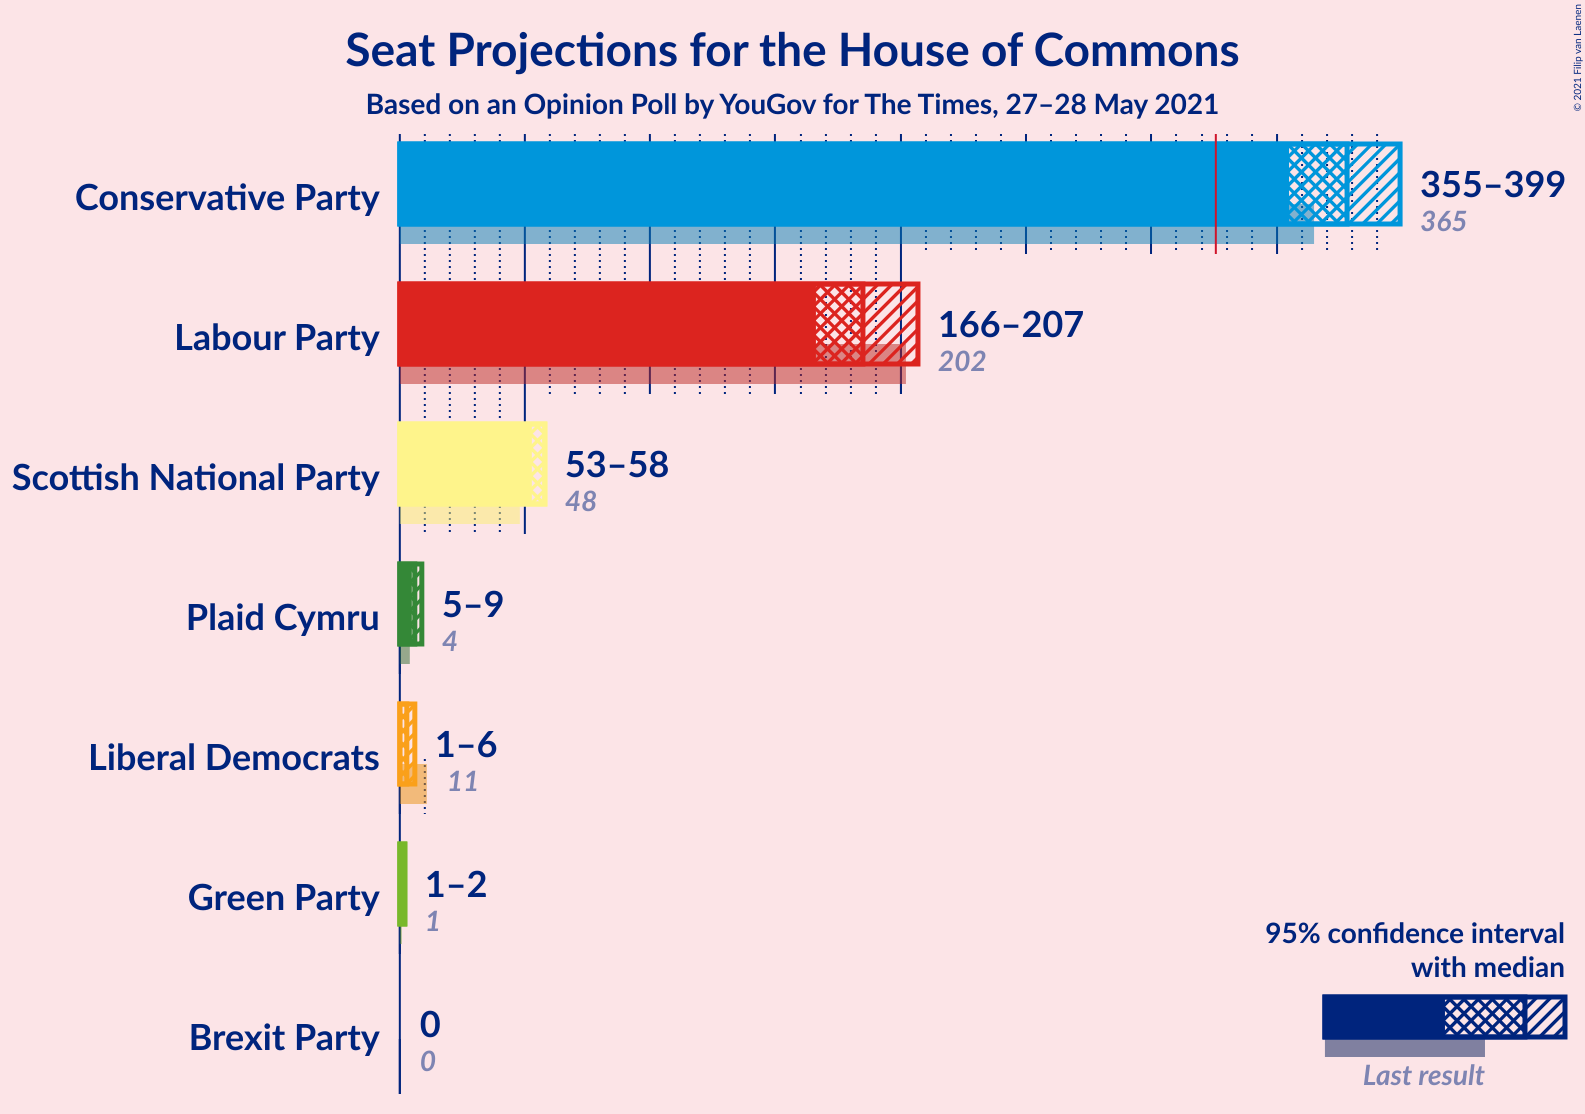 Seat Projections for the House of Commons
Based on an Opinion Poll by YouGov for The Times, 27–28 May 2021
© 2021 Filip van Laenen
Conservative Party
355–399
365
Labour Party
166–207
202
Scottish National Party
53–58
48
Plaid Cymru
5–9
4
Liberal Democrats
1–6
11
Green Party
1–2
1
Brexit Party
0
0
95% confidence interval
with median
Last result